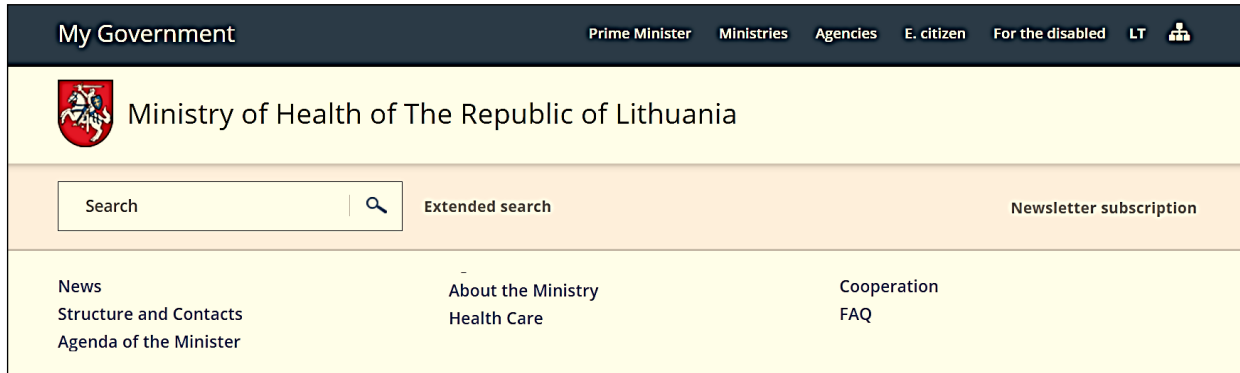 My Government Prime Minister Ministries Agencies E. citizen For the disabled LT
Ministry of Health of The Republic of Lithuania
Search Extended search Newsletter subscription
News
Structure and Contacts
Agenda of the Minister
About the Ministry
Health Care
Cooperation
FAQ